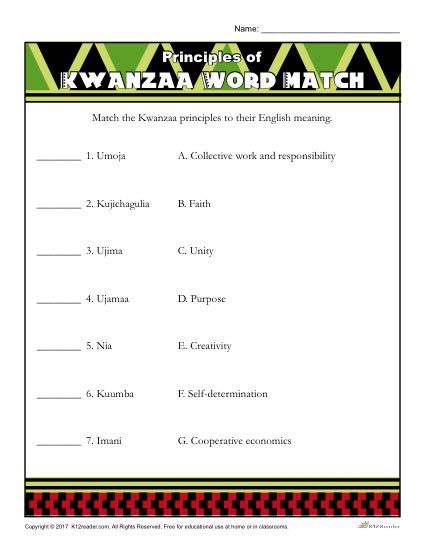 Name: ______________________________
Principles of
KWANZAA WORD MATCH
Match the Kwanzaa principles to their English meaning.
________ 1. Umoja A. Collective work and responsibility
________ 2. Kujichagulia B. Faith
________ 3. Ujima C. Unity
________ 4. Ujamaa D. Purpose
________ 5. Nia E. Creativity
________ 6. Kuumba F. Self-determination
________ 7. Imani G. Cooperative economics
Copyright © 2017 K12reader.com. All Rights Reserved. Free for educational use at home or in classrooms. K12Reader